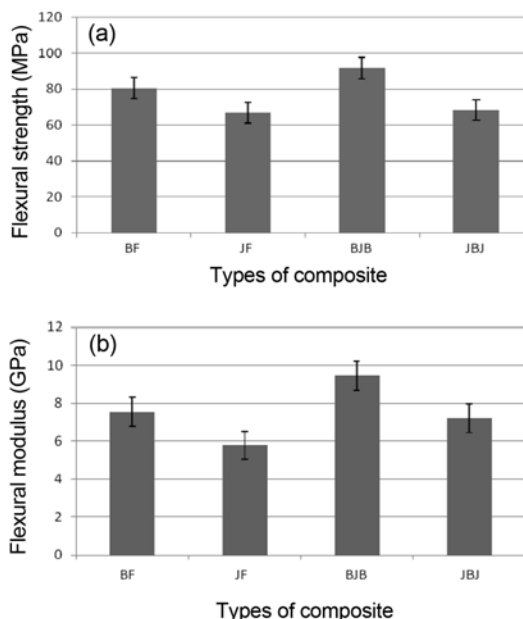 (a)
Flexural strength (MPa)
120
100
80
60
40
20
0
BF JF BJB JBJ
Types of composite
(b)
Flexural modulus (GPa)
12
10
8
6
4
2
0
BF JF BJB JBJ
Types of composite